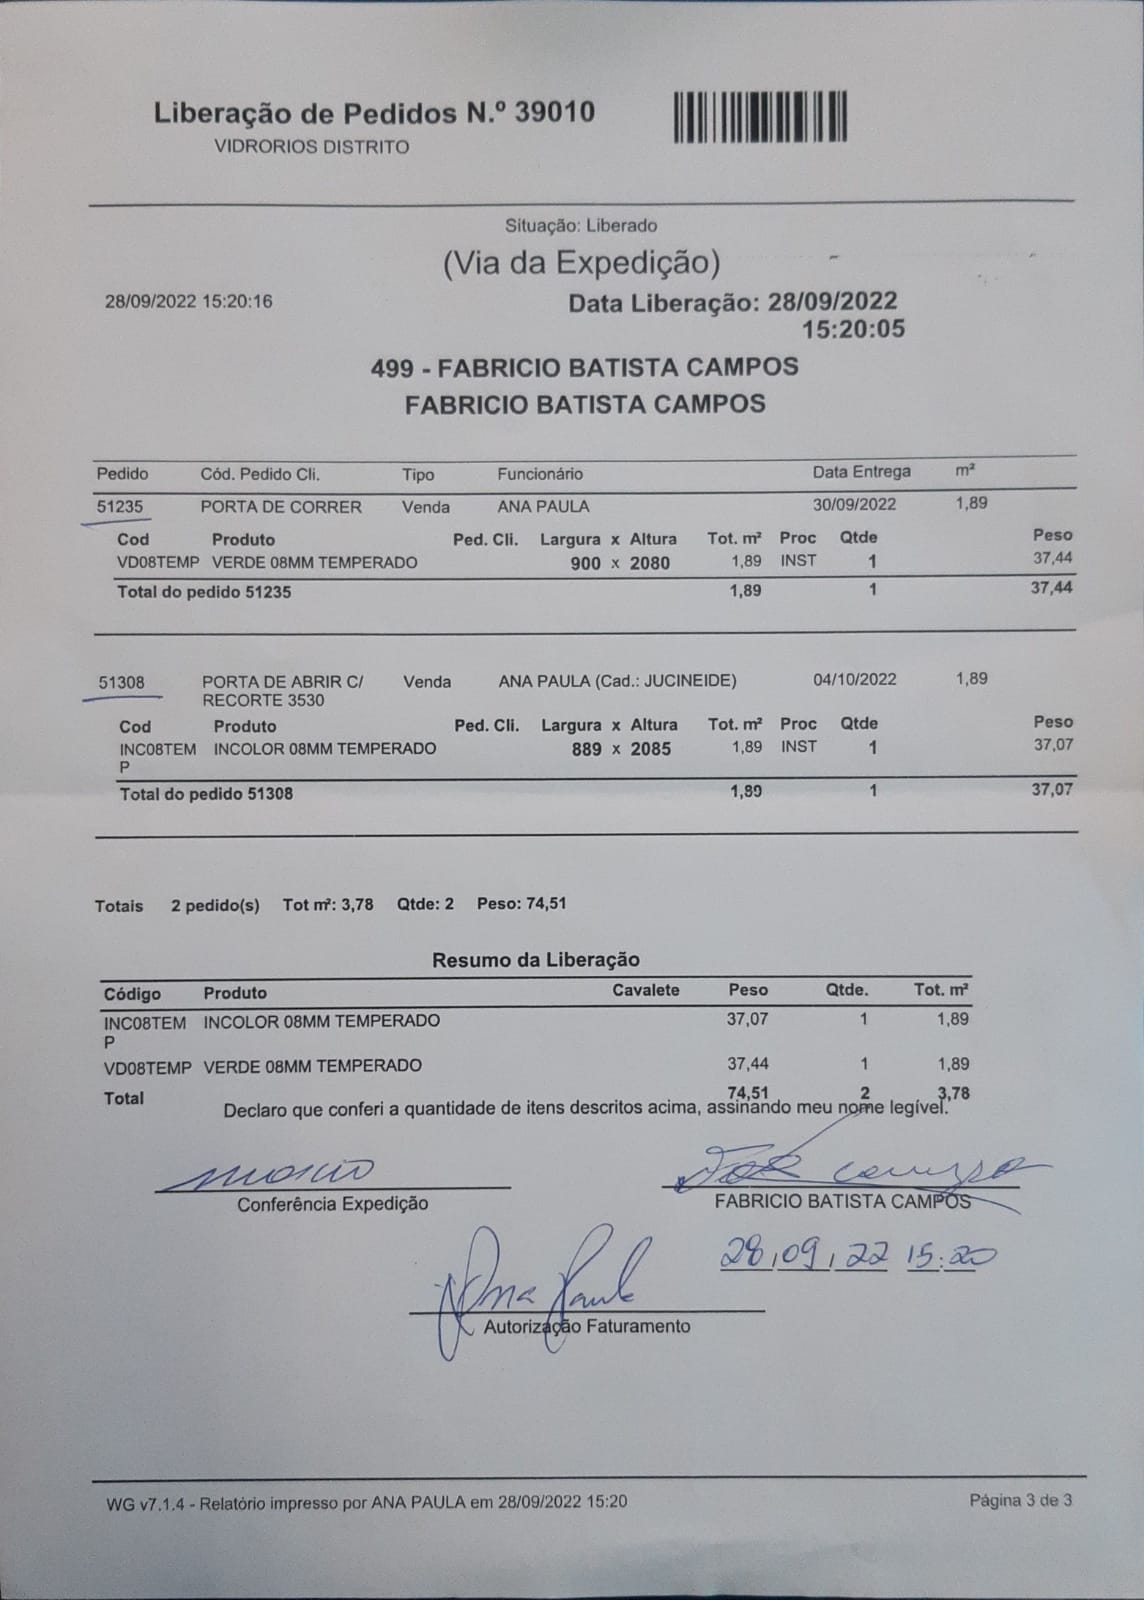 Liberação de Pedidos N.º 39010
VIDRORIOS DISTRITO
Situação: Liberado
(Via da Expedição)
28/09/2022 15:20:16 Data Liberação: 28/09/2022
15:20:05
499 - FABRICIO BATISTA CAMPOS
FABRICIO BATISTA CAMPOS
Pedido Cód. Pedido Cli. Tipo Funcionário Data Entrega m²
51235 PORTA DE CORRER Venda ANA PAULA 30/09/2022 1,89
Cod Produto Ped. Cli. Largura x Altura Tot. m² Proc Qtde Peso
VD08TEMP VERDE 08MM TEMPERADO 900 x 2080 1,89 INST 1 37,44
Total do pedido 51235 1,89 1 37,44
51308 PORTA DE ABRIR C/ Venda ANA PAULA (Cad.: JUCINEIDE) 04/10/2022 1,89
RECORTE 3530
Cod Produto Ped. Cli. Largura x Altura Tot. m² Proc Qtde Peso
INC08TEM INCOLOR 08MM TEMPERADO 889 x 2085 1,89 INST 1 37,07
P
Total do pedido 51308 1,89 1 37,07
Totais 2 pedido(s) Tot m²: 3,78 Qtde: 2 Peso: 74,51
Resumo da Liberação
Código Produto Cavalete Peso Qtde. Tot. m²
INC08TEM INCOLOR 08MM TEMPERADO 37,07 1 1,89
P
VD08TEMP VERDE 08MM TEMPERADO 37,44 1 1,89
Total 74,51 2 3,78
Declaro que conferi a quantidade de itens descritos acima, assinando meu nome legível.
Conferência Expedição FABRICIO BATISTA CAMPOS
28/09/22 15:20
Ana Paula
Autorização Faturamento
WG v7.1.4 - Relatório impresso por ANA PAULA em 28/09/2022 15:20 Página 3 de 3